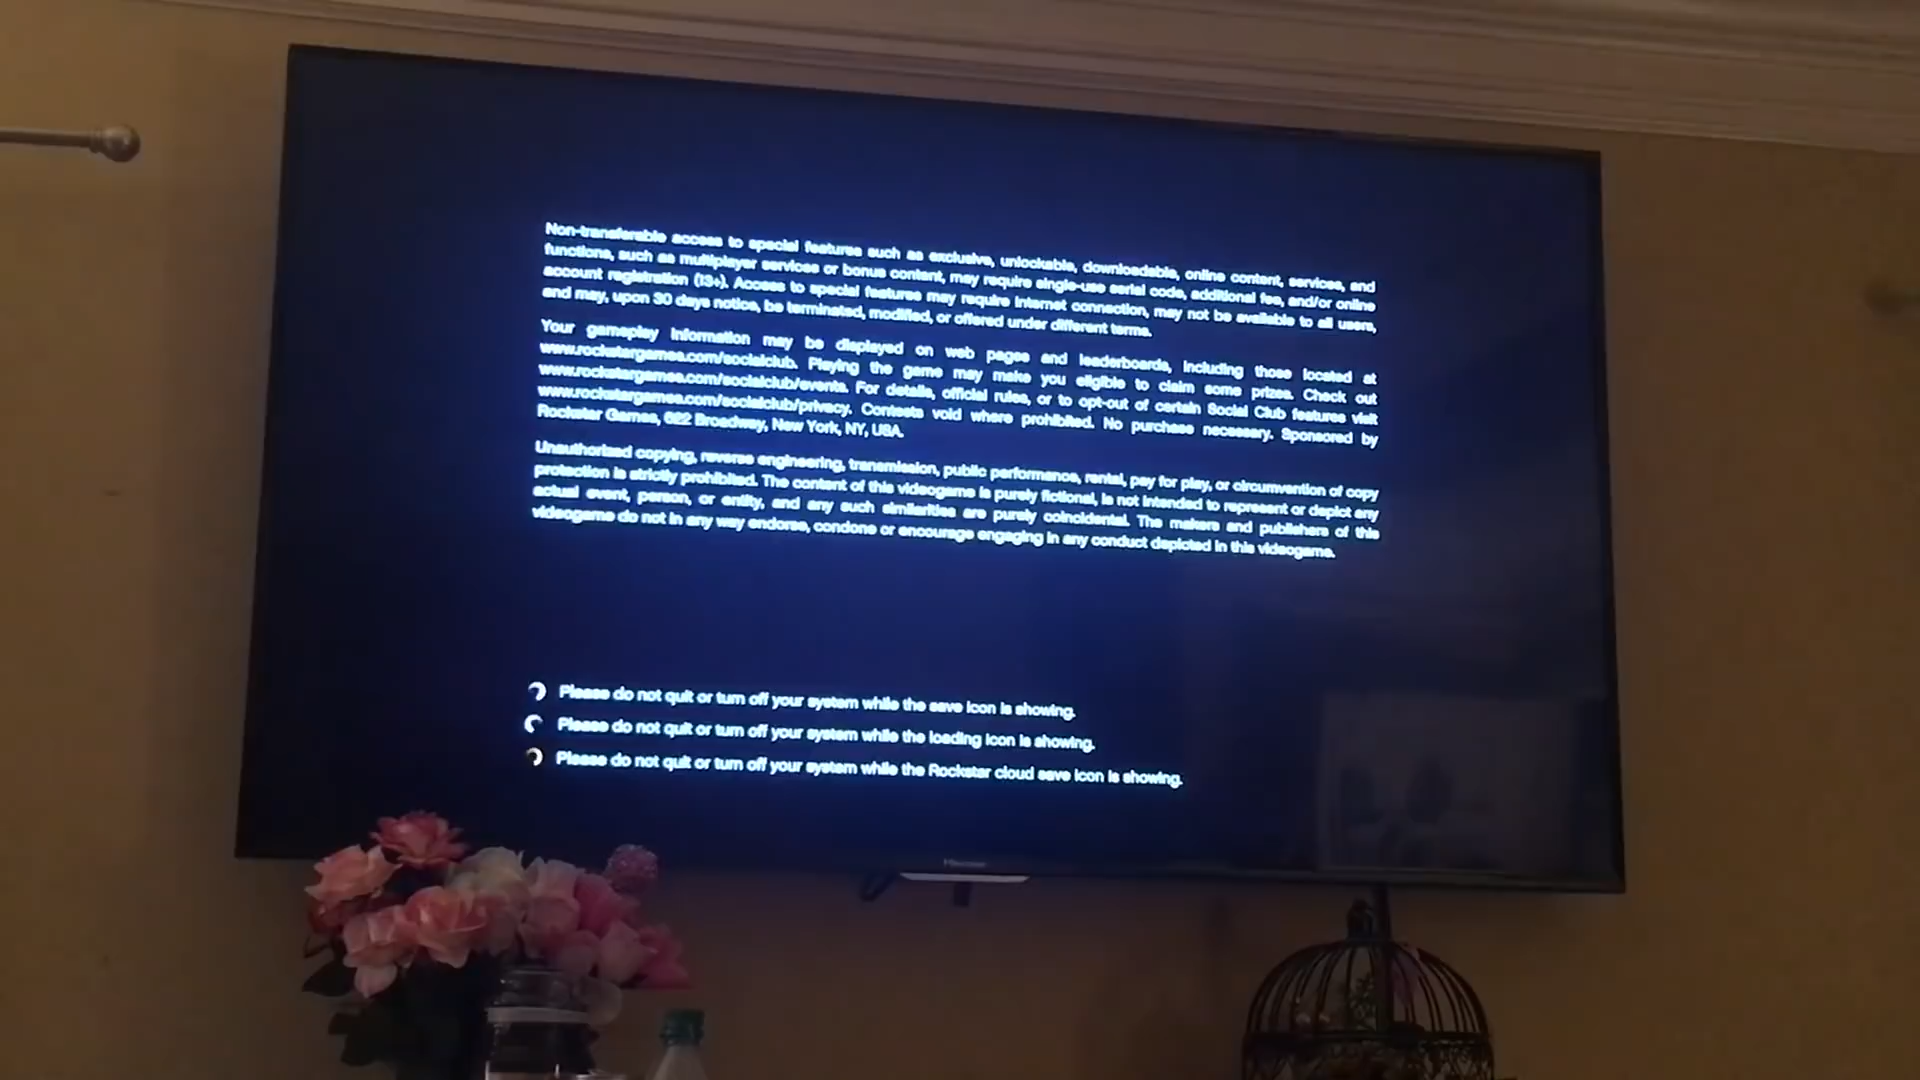 Non-transferable access to special features such as exclusive, unlockable, downloadable, online content, services, and
functions, such as multiplayer services or bonus content, may require single-use serial code, additional fee, and/or online
account registration (13+). Access to special features may require internet connection, may not be available to all users,
and may, upon 30 days notice, be terminated, modified, or offered under different terms.
Your gameplay information may be displayed on web pages and leaderboards, including those located at
www.rockstargames.com/socialclub. Playing the game may make you eligible to claim some prizes. Check out
www.rockstargames.com/socialclub/events. For details, official rules, or to opt-out of certain Social Club features visit
www.rockstargames.com/socialclub/privacy. Contests void where prohibited. No purchase necessary. Sponsored by
Rockstar Games, 622 Broadway, New York, NY, USA.
Unauthorized copying, reverse engineering, transmission, public performance, rental, pay for play, or circumvention of copy
protection is strictly prohibited. The content of this videogame is purely fictional, is not intended to represent or depict any
actual event, person, or entity, and any such similarities are purely coincidental. The makers and publishers of this
videogame do not in any way endorse, condone or encourage engaging in any conduct depicted in this videogame.
Please do not quit or turn off your system while the save icon is showing.
Please do not quit or turn off your system while the loading icon is showing.
Please do not quit or turn off your system while the Rockstar cloud save icon is showing.